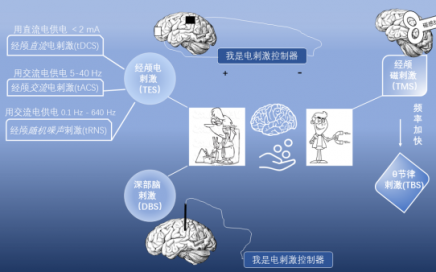 用直流电供电 <2 mA
经颅直流电刺激(tDCS)
用交流电供电 5-40 Hz
经颅交流电刺激(tACS)
用交流电供电 0.1 Hz - 640 Hz
经颅随机噪声刺激(tRNS)
经颅电
刺激
(TES)
我是电刺激控制器
+ -
经颅
磁刺激
(TMS)
频率加快
θ节律
刺激(TBS)
深部脑
刺激
(DBS)
我是电刺激控制器